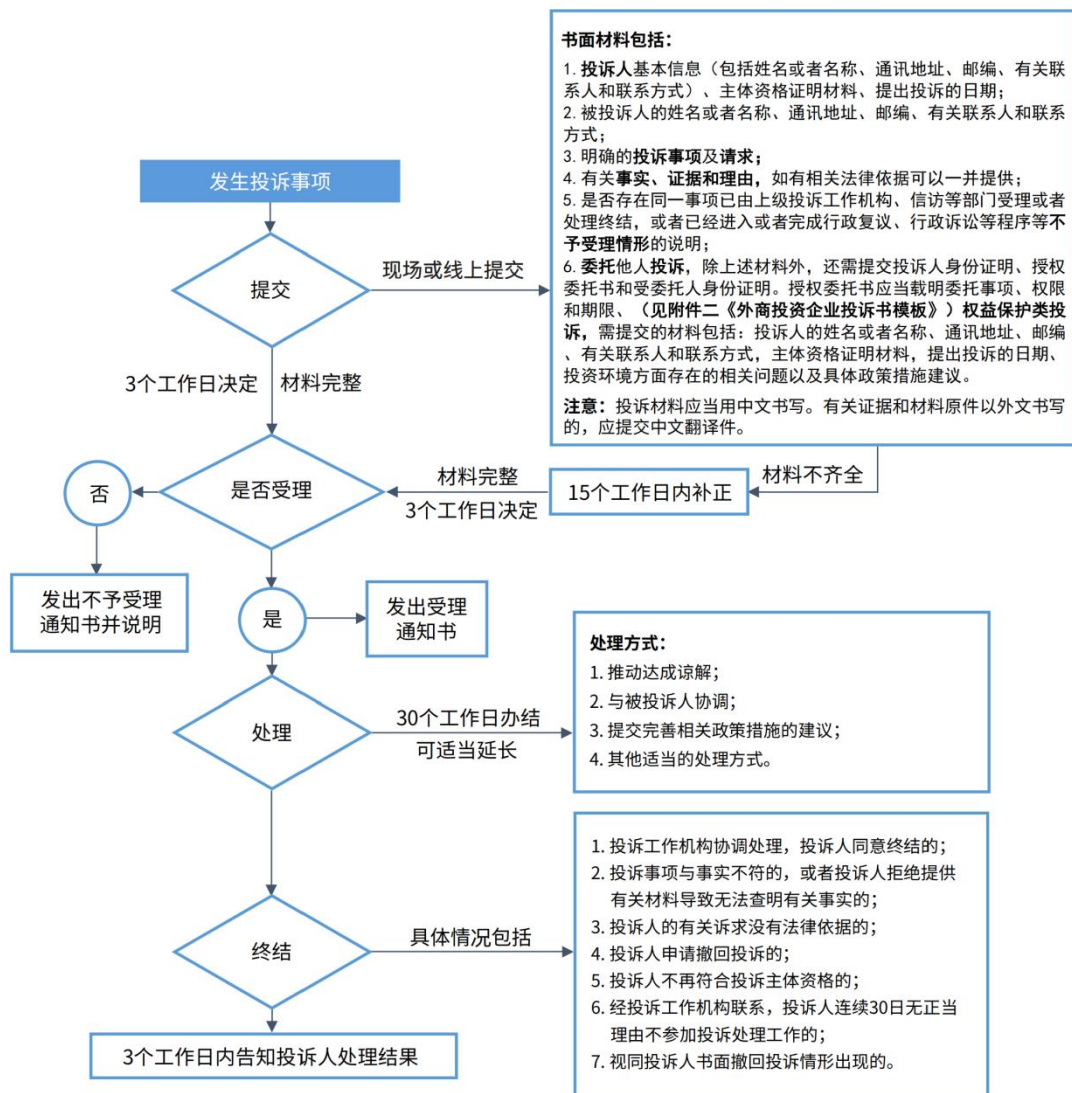 发生投诉事项
提交
现场或线上提交
书面材料包括：
1. 投诉人基本信息（包括姓名或者名称、通讯地址、邮编、有关联
系人和联系方式）、主体资格证明材料、提出投诉的日期；
2. 被投诉人的姓名或者名称、通讯地址、邮编、有关联系人和联系
方式；
3. 明确的投诉事项及请求；
4. 有关事实、证据和理由，如有相关法律依据可以一并提供；
5. 是否存在同一事项已由上级投诉工作机构、信访等部门受理或者
处理终结，或者已经进入或者完成行政复议、行政诉讼等程序等不
予受理情形的说明；
6. 委托他人投诉，除上述材料外，还需提交投诉人身份证明、授权
委托书和受委托人身份证明。授权委托书应当载明委托事项、权限
和期限、（见附件二《外商投资企业投诉书模板》）权益保护类投
诉，需提交的材料包括：投诉人的姓名或者名称、通讯地址、邮编
、有关联系人和联系方式，主体资格证明材料，提出投诉的日期、
投资环境方面存在的相关问题以及具体政策措施建议。
注意：投诉材料应当用中文书写。有关证据和材料原件以外文书写
的，应提交中文翻译件。
3个工作日决定
材料完整
材料不齐全
15个工作日内补正
材料完整
3个工作日决定
是否受理
否
发出不予受理
通知书并说明
是
发出受理
通知书
处理
30个工作日办结
可适当延长
处理方式：
1. 推动达成谅解；
2. 与被投诉人协调；
3. 提交完善相关政策措施的建议；
4. 其他适当的处理方式。
终结
具体情况包括
1. 投诉工作机构协调处理，投诉人同意终结的；
2. 投诉事项与事实不符的，或者投诉人拒绝提供
有关材料导致无法查明有关事实的；
3. 投诉人的有关诉求没有法律依据的；
4. 投诉人申请撤回投诉的；
5. 投诉人不再符合投诉主体资格的；
6. 经投诉工作机构联系，投诉人连续30日无正当
理由不参加投诉处理工作的；
7. 视同投诉人书面撤回投诉情形出现的。
3个工作日内告知投诉人处理结果